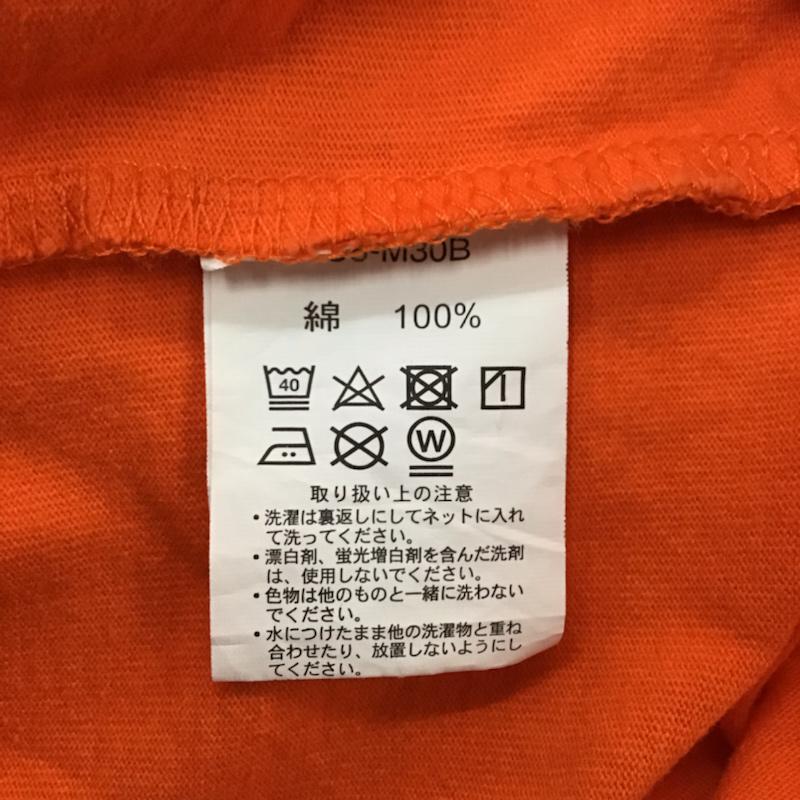 -M30B
綿 100%
40
W
取り扱い上の注意
・洗濯は裏返しにしてネットに入れ
て洗ってください。
・漂白剤、蛍光増白剤を含んだ洗剤
は、使用しないでください。
・色物は他のものと一緒に洗わない
でください。
・水につけたまま他の洗濯物と重ね
合わせたり、放置しないようにし
てください。